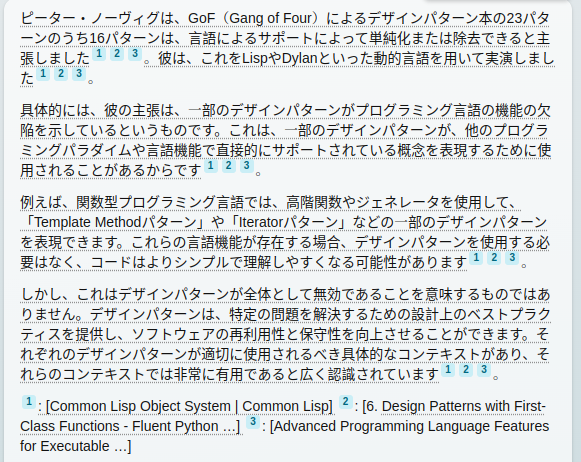 ピーター・ノーヴィグは、GoF（Gang of Four）によるデザインパターン本の23パタ
ーンのうち16パターンは、言語によるサポートによって単純化または除去できると主
張しました 1 2 3 。彼は、これをLispやDylanといった動的言語を用いて実演しまし
た 1 2 3 。
具体的には、彼の主張は、一部のデザインパターンがプログラミング言語の機能の欠
陥を示しているというものです。これは、一部のデザインパターンが、他のプログラ
ミングパラダイムや言語機能で直接的にサポートされている概念を表現するために使
用されることがあるからです 1 2 3 。
例えば、関数型プログラミング言語では、高階関数やジェネレータを使用して、
「Template Methodパターン」や「Iteratorパターン」などの一部のデザインパターン
を表現できます。これらの言語機能が存在する場合、デザインパターンを使用する必
要はなく、コードはよりシンプルで理解しやすくなる可能性があります 1 2 3 。
しかし、これはデザインパターンが全体として無効であることを意味するものではあ
りません。デザインパターンは、特定の問題を解決するための設計上のベストプラク
ティスを提供し、ソフトウェアの再利用性と保守性を向上させることができます。そ
れぞれのデザインパターンが適切に使用されるべき具体的なコンテキストがあり、そ
れらのコンテキストでは非常に有用であると広く認識されています 1 2 3 。
1 : [Common Lisp Object System | Common Lisp] 2 : [6. Design Patterns with First-
Class Functions - Fluent Python ...] 3 : [Advanced Programming Language Features
for Executable ...]